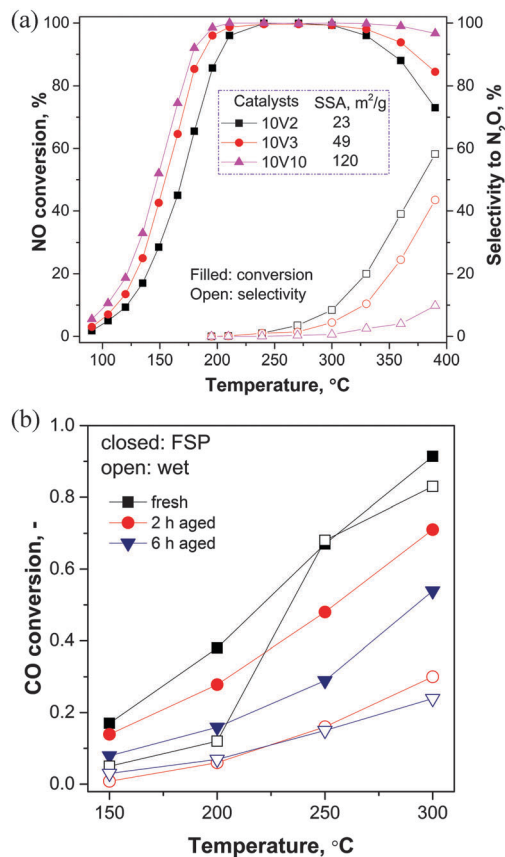 (a)
100
80
60
40
20
0
NO conversion, %
100
80
60
40
20
0
Selectivity to N₂O, %
Catalysts SSA, m²/g
10V2 23
10V3 49
10V10 120
Filled: conversion
Open: selectivity
100 150 200 250 300 350 400
Temperature, °C
(b)
1.0
0.8
0.6
0.4
0.2
0.0
CO conversion, -
closed: FSP
open: wet
fresh
2 h aged
6 h aged
150 200 250 300
Temperature, °C